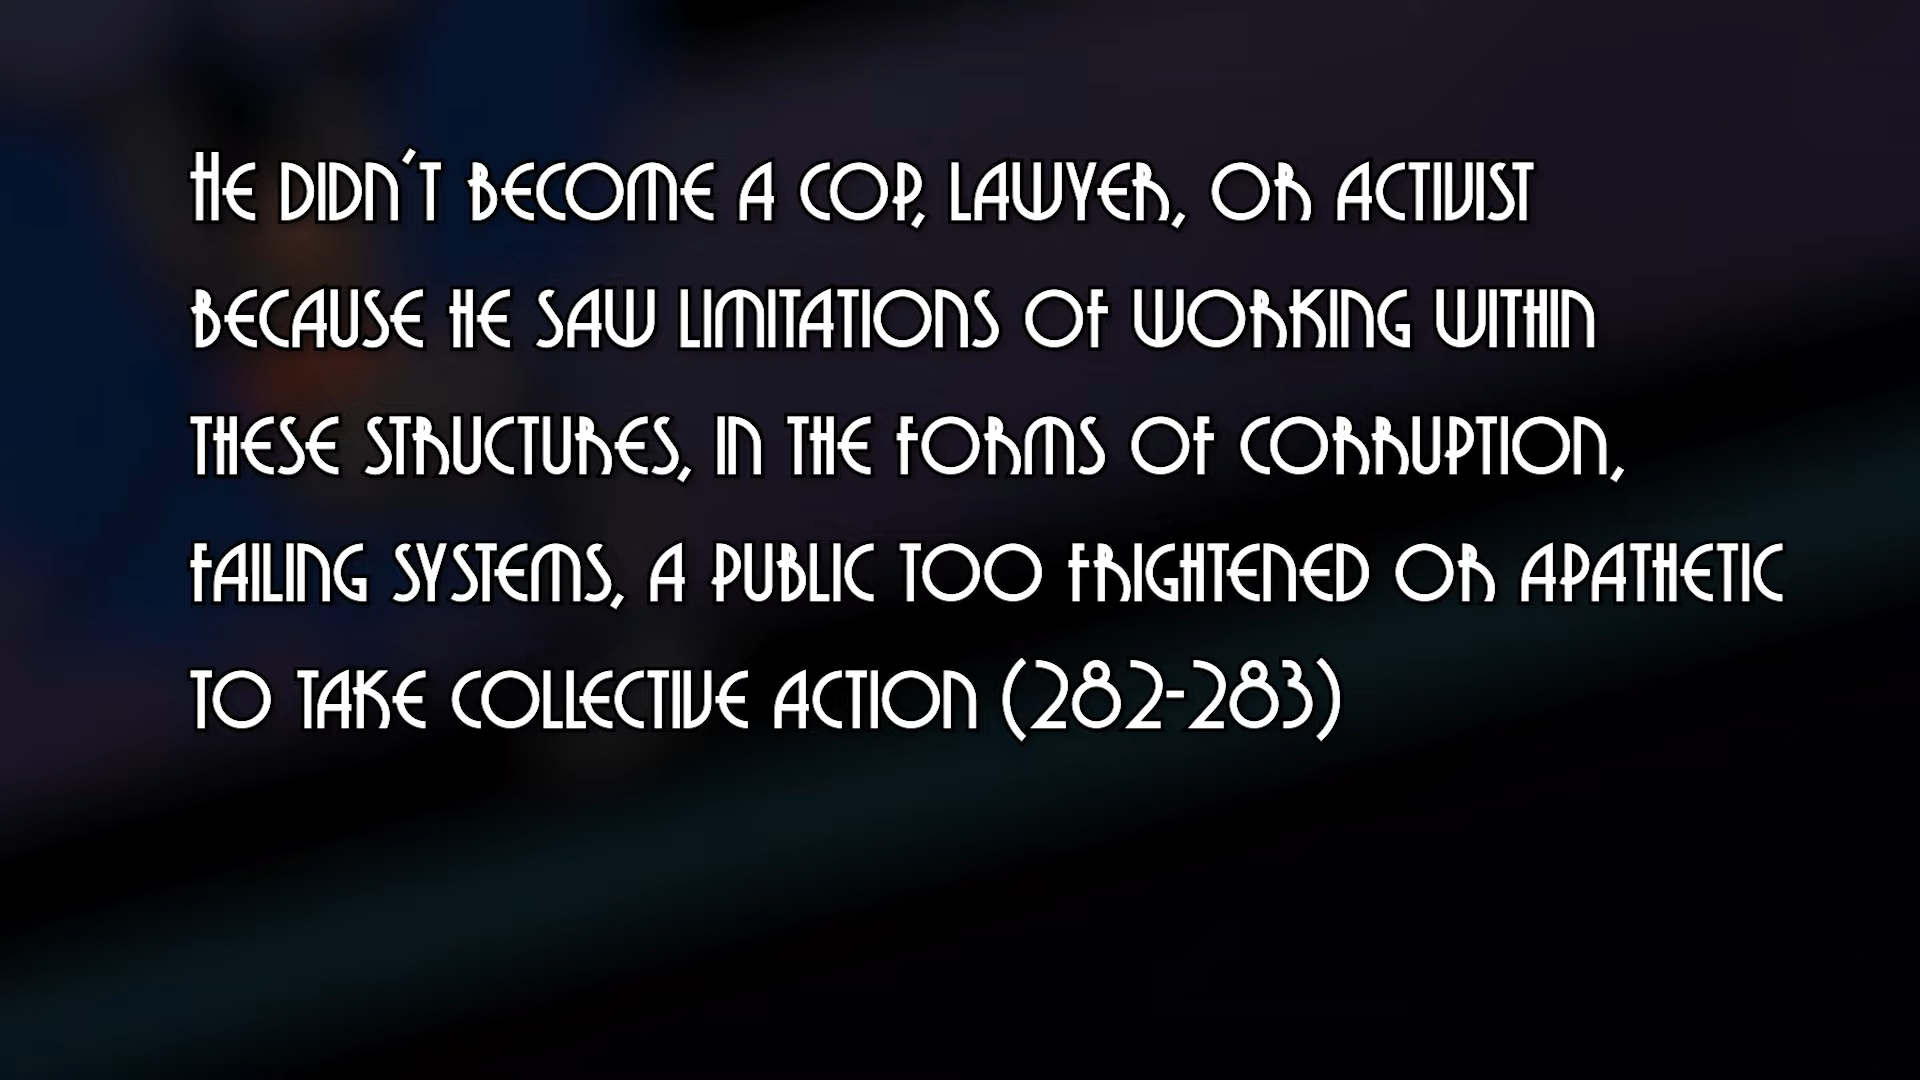 He didn't become a cop, lawyer, or activist
because he saw limitations of working within
these structures, in the forms of corruption,
failing systems, a public too frightened or apathetic
to take collective action (282-283)